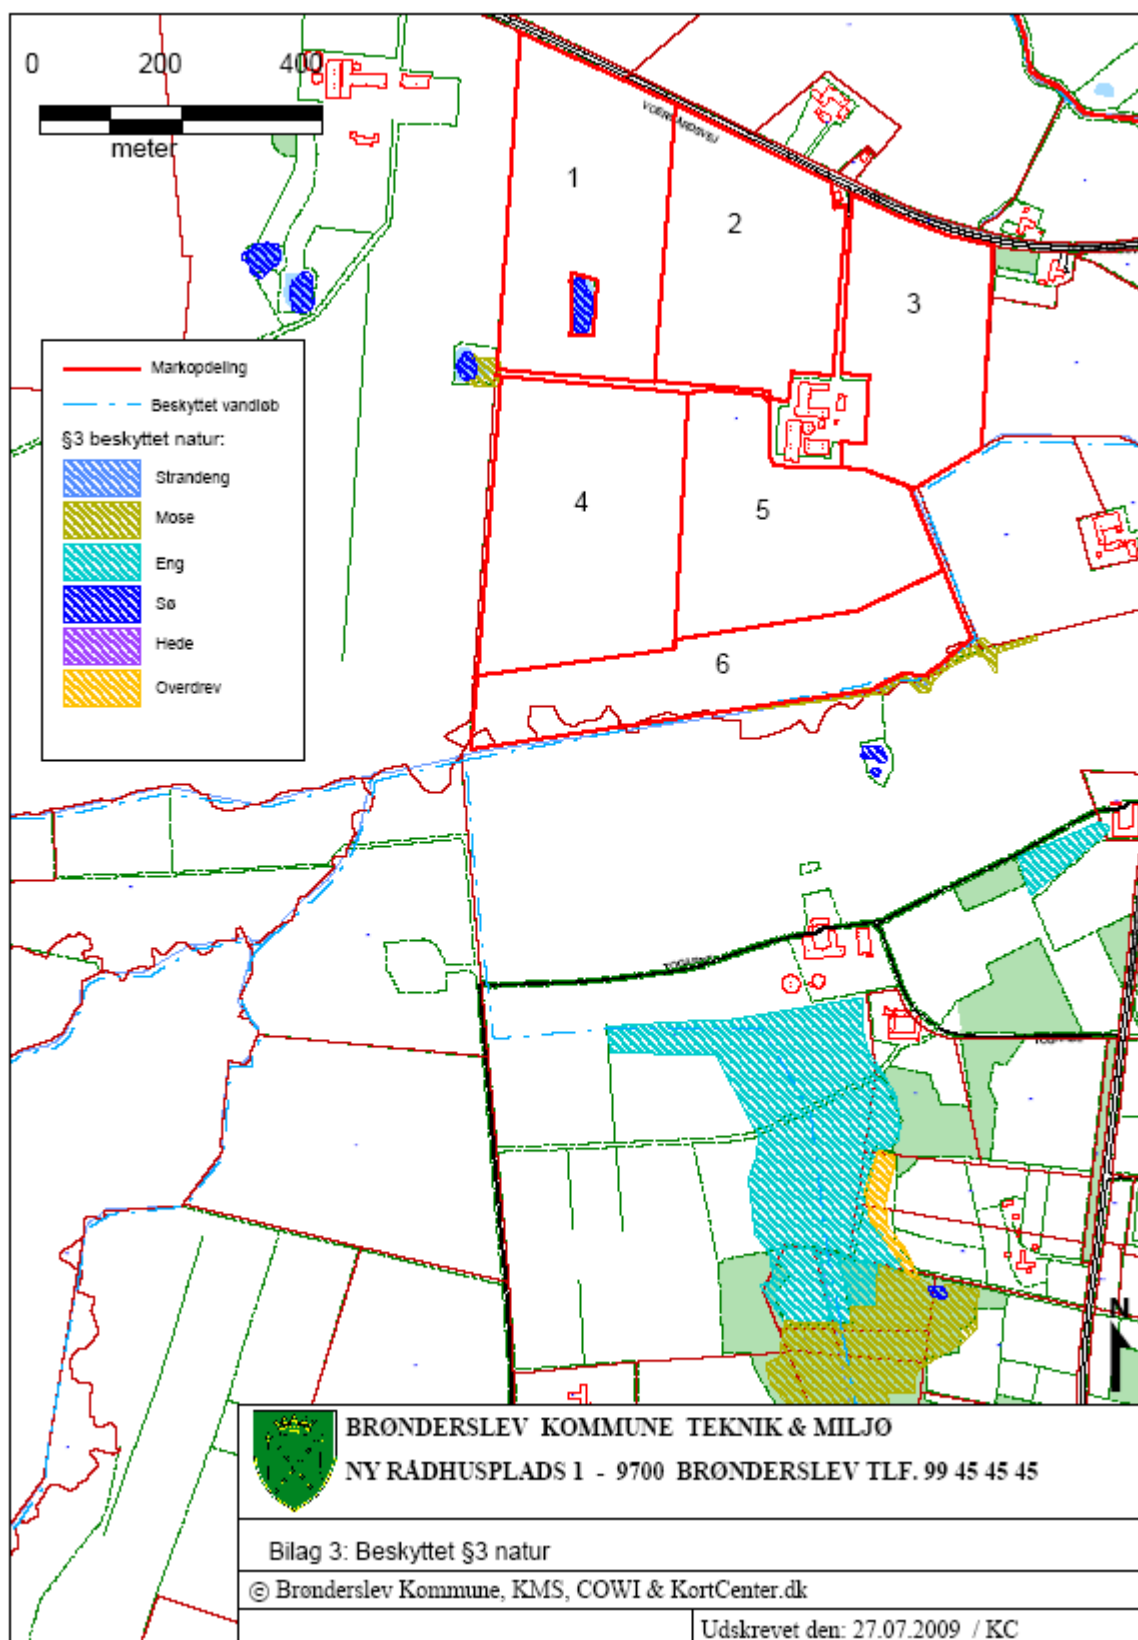 0 200 400
meter
VOERGÅRDSVEJ
1
2
3
Markopdeling
Beskyttet vandløb
§3 beskyttet natur:
Strandeng
Mose
Eng
Sø
Hede
Overdrev
4
5
6
N
BRØNDERSLEV KOMMUNE TEKNIK & MILJØ
NY RÅDHUSPLADS 1 - 9700 BRØNDERSLEV TLF. 99 45 45 45
Bilag 3: Beskyttet §3 natur
© Brønderslev Kommune, KMS, COWI & KortCenter.dk
Udskrevet den: 27.07.2009 / KC